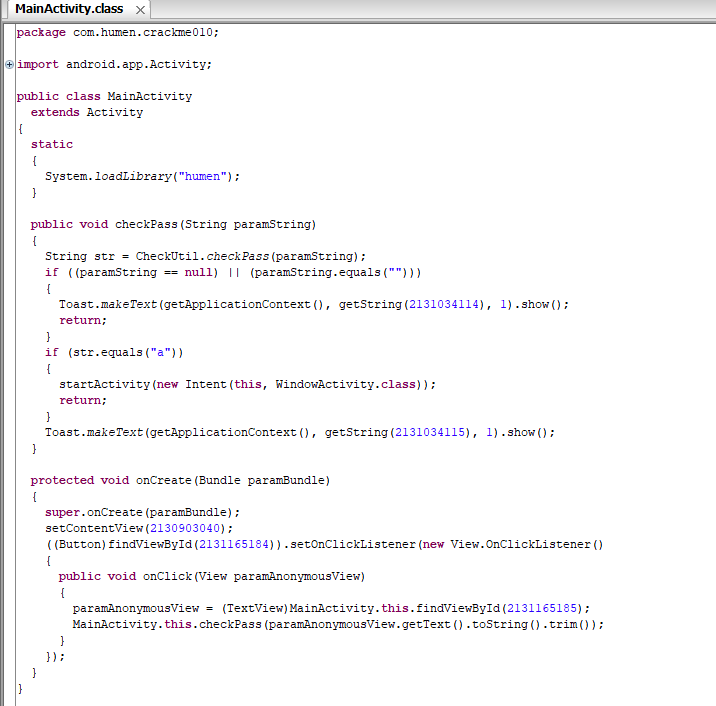 MainActivity.class
package com.humen.crackme010;
import android.app.Activity;
public class MainActivity
extends Activity
{
static
{
System.loadLibrary("humen");
}
public void checkPass(String paramString)
{
String str = CheckUtil.checkPass(paramString);
if ((paramString == null) || (paramString.equals("")))
{
Toast.makeText(getApplicationContext(), getString(2131034114), 1).show();
return;
}
if (str.equals("a"))
{
startActivity(new Intent(this, WindowActivity.class));
return;
}
Toast.makeText(getApplicationContext(), getString(2131034115), 1).show();
}
protected void onCreate(Bundle paramBundle)
{
super.onCreate(paramBundle);
setContentView(2130903040);
((Button)findViewById(2131165184)).setOnClickListener(new View.OnClickListener()
{
public void onClick(View paramAnonymousView)
{
paramAnonymousView = (TextView)MainActivity.this.findViewById(2131165185);
MainActivity.this.checkPass(paramAnonymousView.getText().toString().trim());
}
});
}
}